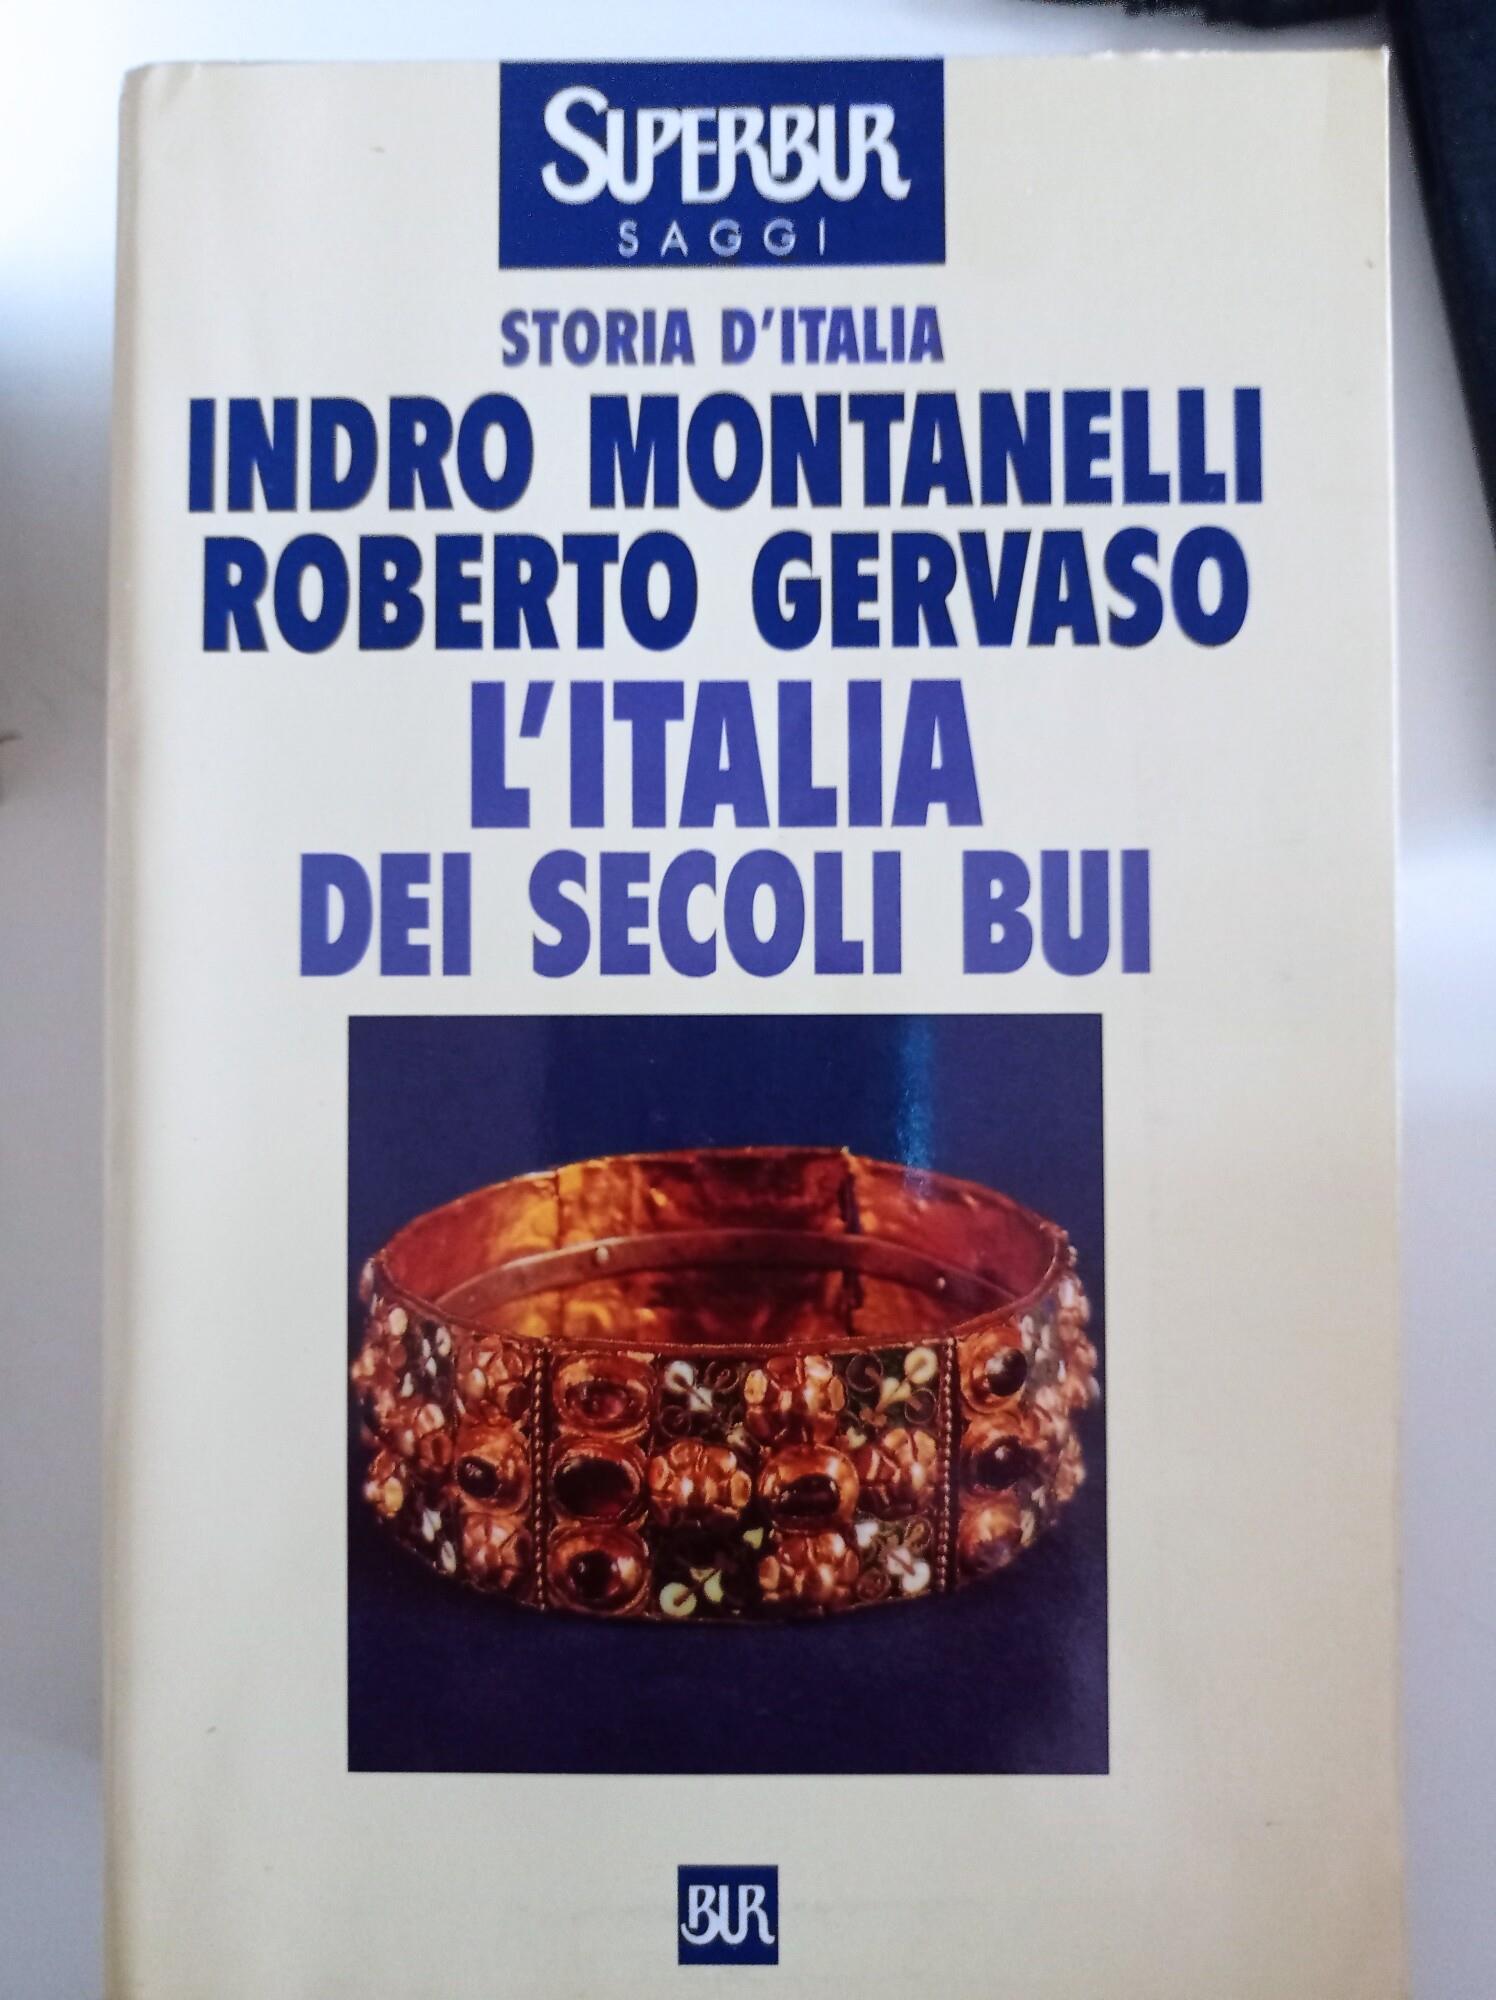 SUPERBUR
SAGGI
STORIA D'ITALIA
INDRO MONTANELLI
ROBERTO GERVASO
L'ITALIA
DEI SECOLI BUI
BUR